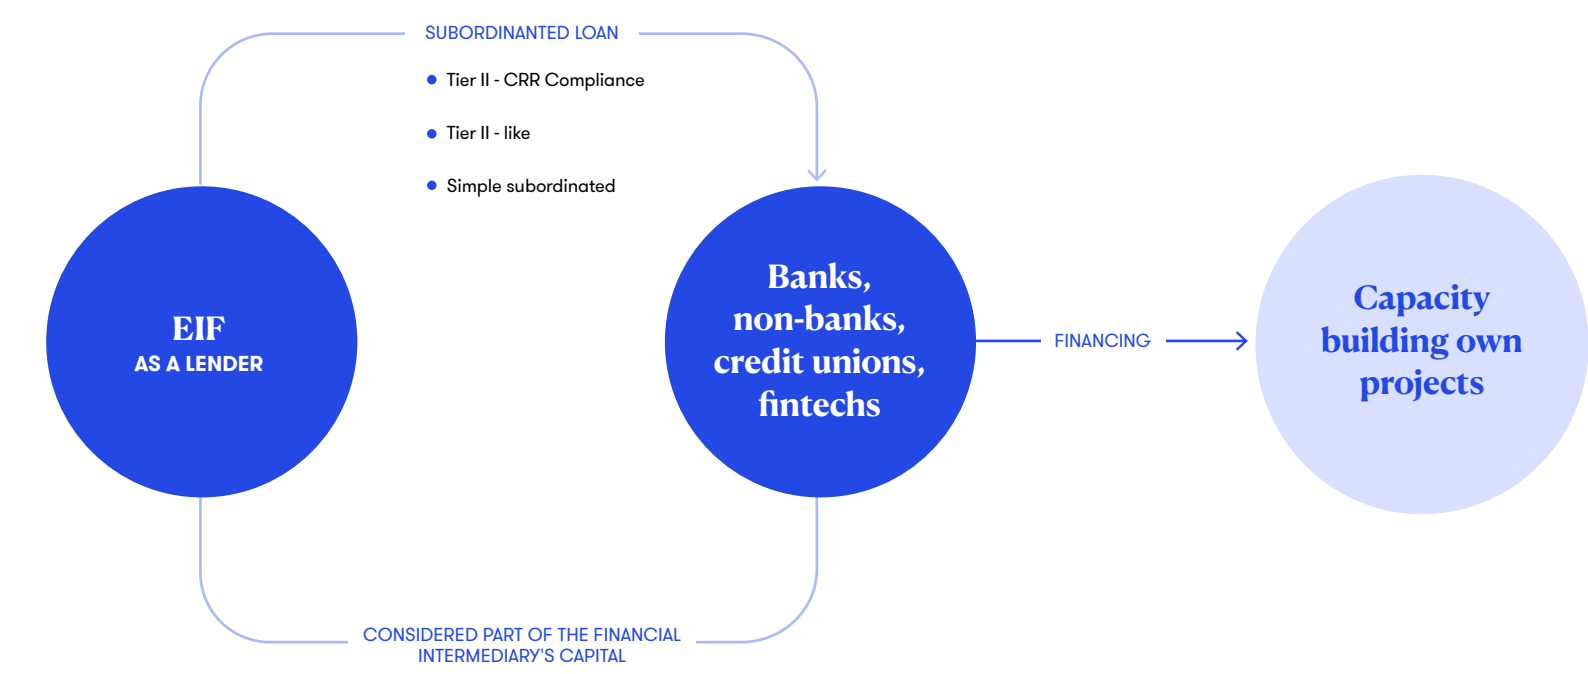 SUBORDINANTED LOAN
Tier II - CRR Compliance
Tier II - like
Simple subordinated
EIF
AS A LENDER
Banks,
non-banks,
credit unions,
fintechs
FINANCING
Capacity
building own
projects
CONSIDERED PART OF THE FINANCIAL
INTERMEDIARY'S CAPITAL